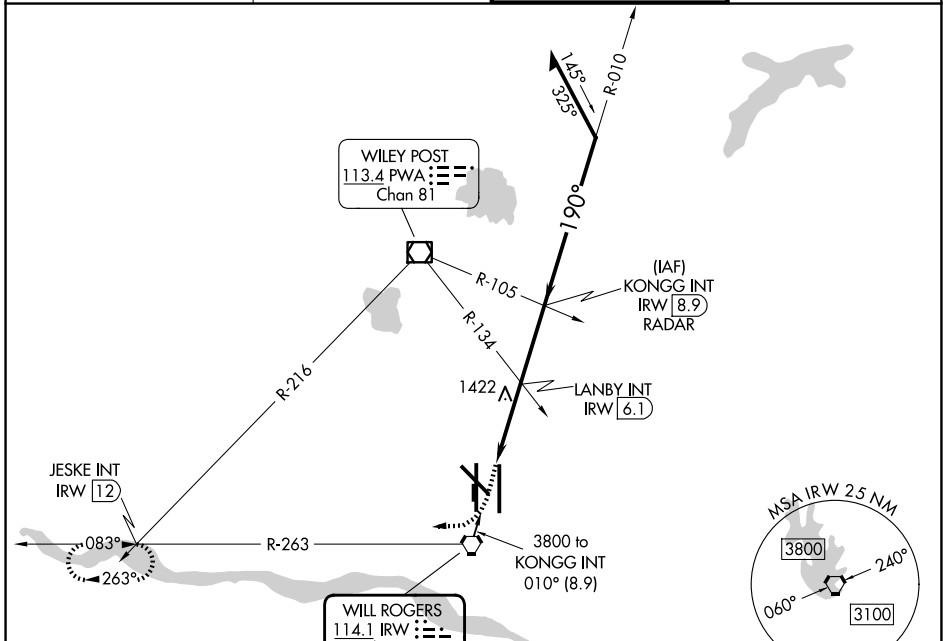 145°
325°
R-010
WILEY POST
113.4 PWA
Chan 81
190°
(IAF)
KONGG INT
IRW 8.9
RADAR
R-105
R-134
R-216
1422
LANBY INT
IRW 6.1
JESKE INT
IRW 12
083°
263°
R-263
3800 to
KONGG INT
010° (8.9)
MSA IRW 25 NM
3800
240°
060°
3100
WILL ROGERS
114.1 IRW